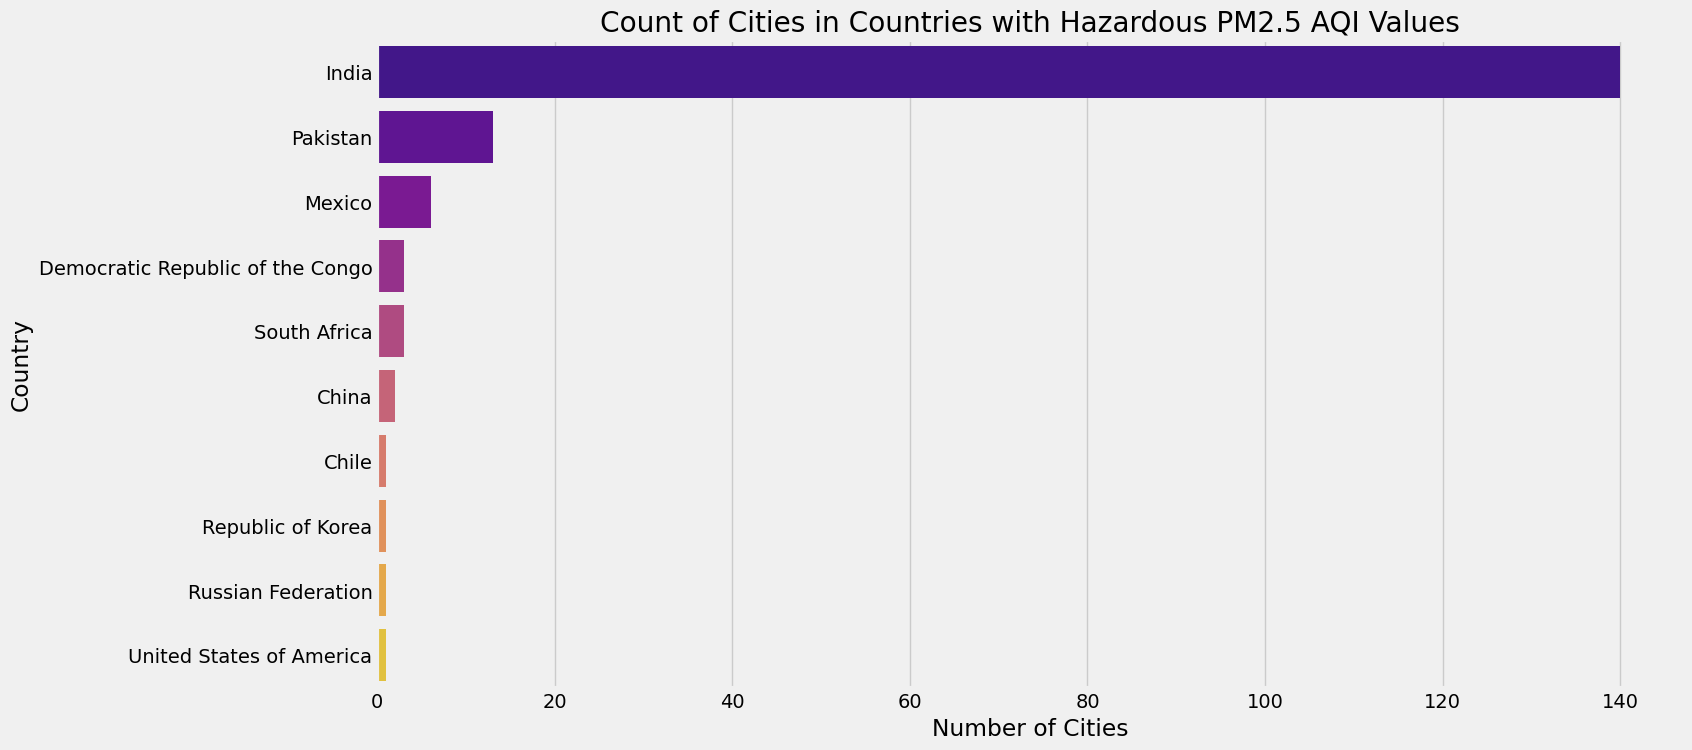 Count of Cities in Countries with Hazardous PM2.5 AQI Values
India
Pakistan
Mexico
Democratic Republic of the Congo
South Africa
China
Chile
Republic of Korea
Russian Federation
United States of America
Country
0 20 40 60 80 100 120 140
Number of Cities